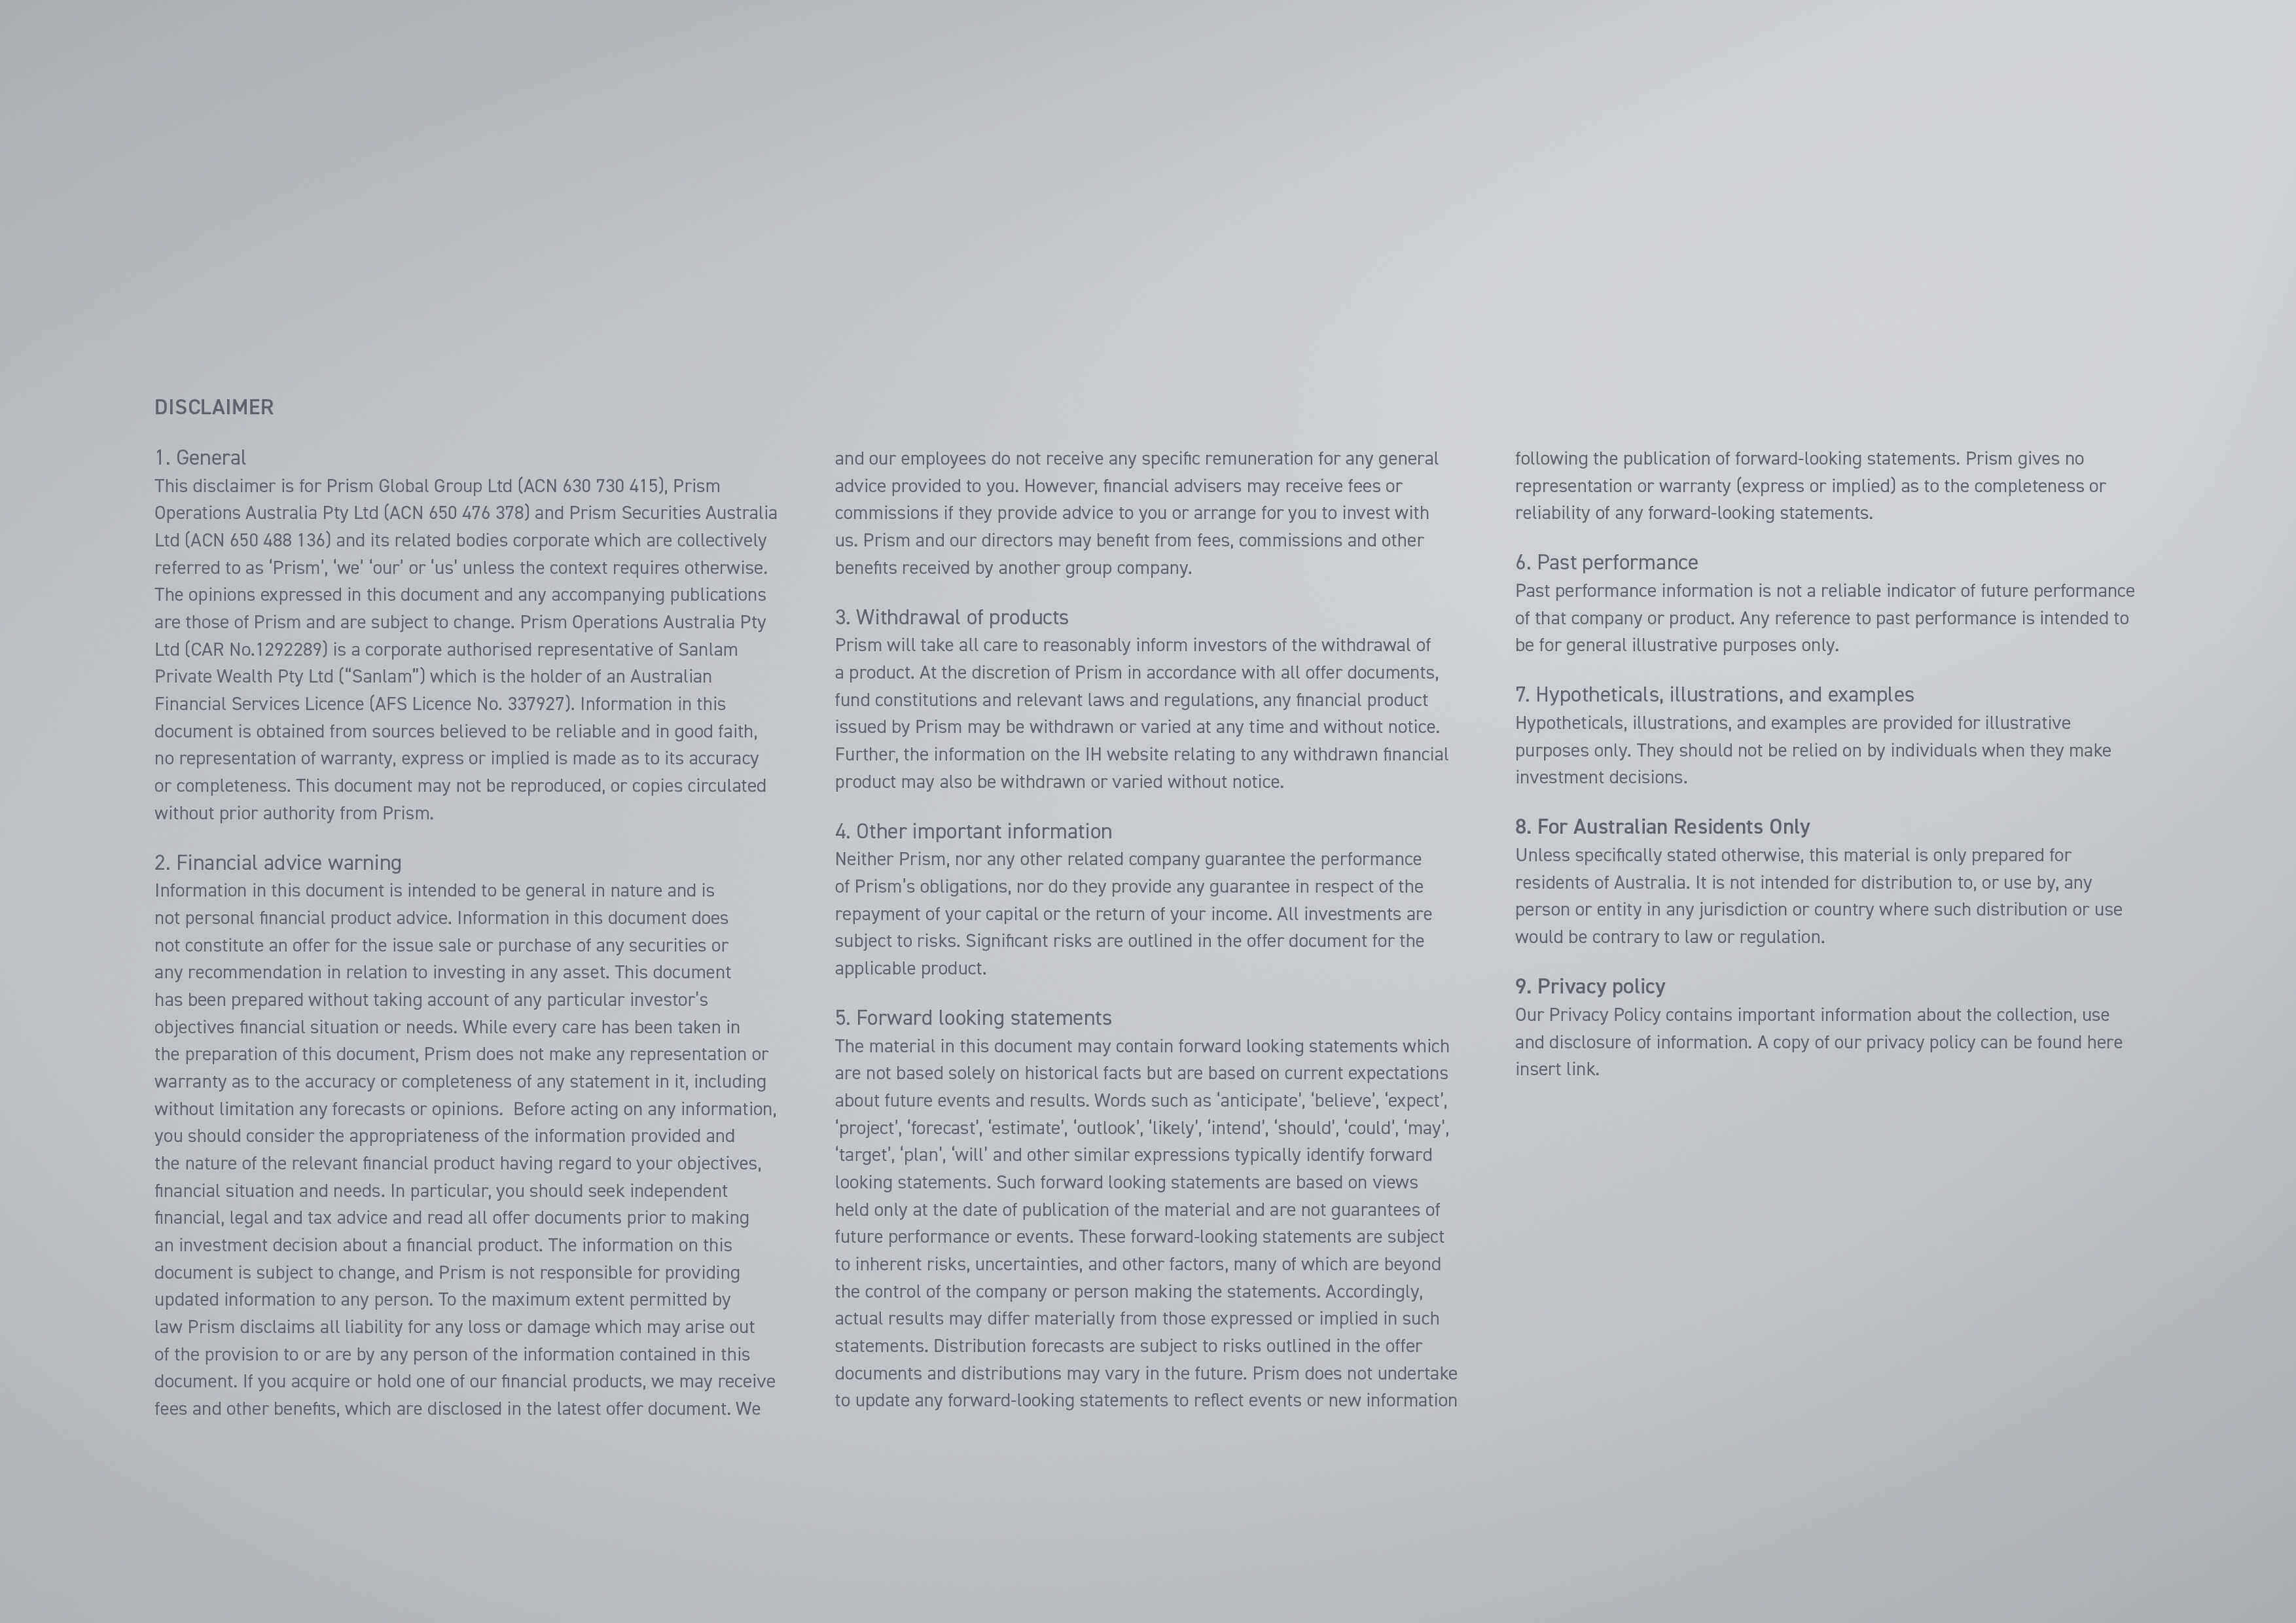 DISCLAIMER
1. General
This disclaimer is for Prism Global Group Ltd (ACN 630 730 415), Prism
Operations Australia Pty Ltd (ACN 650 476 378) and Prism Securities Australia
Ltd (ACN 650 488 136) and its related bodies corporate which are collectively
referred to as ‘Prism’, ‘we’ ‘our’ or ‘us’ unless the context requires otherwise.
The opinions expressed in this document and any accompanying publications
are those of Prism and are subject to change. Prism Operations Australia Pty
Ltd (CAR No.1292289) is a corporate authorised representative of Sanlam
Private Wealth Pty Ltd (“Sanlam”) which is the holder of an Australian
Financial Services Licence (AFS Licence No. 337927). Information in this
document is obtained from sources believed to be reliable and in good faith,
no representation of warranty, express or implied is made as to its accuracy
or completeness. This document may not be reproduced, or copies circulated
without prior authority from Prism.
2. Financial advice warning
Information in this document is intended to be general in nature and is
not personal financial product advice. Information in this document does
not constitute an offer for the issue sale or purchase of any securities or
any recommendation in relation to investing in any asset. This document
has been prepared without taking account of any particular investor’s
objectives financial situation or needs. While every care has been taken in
the preparation of this document, Prism does not make any representation or
warranty as to the accuracy or completeness of any statement in it, including
without limitation any forecasts or opinions.  Before acting on any information,
you should consider the appropriateness of the information provided and
the nature of the relevant financial product having regard to your objectives,
financial situation and needs. In particular, you should seek independent
financial, legal and tax advice and read all offer documents prior to making
an investment decision about a financial product. The information on this
document is subject to change, and Prism is not responsible for providing
updated information to any person. To the maximum extent permitted by
law Prism disclaims all liability for any loss or damage which may arise out
of the provision to or are by any person of the information contained in this
document. If you acquire or hold one of our financial products, we may receive
fees and other benefits, which are disclosed in the latest offer document. We
and our employees do not receive any specific remuneration for any general
advice provided to you. However, financial advisers may receive fees or
commissions if they provide advice to you or arrange for you to invest with
us. Prism and our directors may benefit from fees, commissions and other
benefits received by another group company.
3. Withdrawal of products
Prism will take all care to reasonably inform investors of the withdrawal of
a product. At the discretion of Prism in accordance with all offer documents,
fund constitutions and relevant laws and regulations, any financial product
issued by Prism may be withdrawn or varied at any time and without notice.
Further, the information on the IH website relating to any withdrawn financial
product may also be withdrawn or varied without notice.
4. Other important information
Neither Prism, nor any other related company guarantee the performance
of Prism’s obligations, nor do they provide any guarantee in respect of the
repayment of your capital or the return of your income. All investments are
subject to risks. Significant risks are outlined in the offer document for the
applicable product.
5. Forward looking statements
The material in this document may contain forward looking statements which
are not based solely on historical facts but are based on current expectations
about future events and results. Words such as ‘anticipate’, ‘believe’, ‘expect’,
‘project’, ‘forecast’, ‘estimate’, ‘outlook’, ‘likely’, ‘intend’, ‘should’, ‘could’, ‘may’,
‘target’, ‘plan’, ‘will’ and other similar expressions typically identify forward
looking statements. Such forward looking statements are based on views
held only at the date of publication of the material and are not guarantees of
future performance or events. These forward-looking statements are subject
to inherent risks, uncertainties, and other factors, many of which are beyond
the control of the company or person making the statements. Accordingly,
actual results may differ materially from those expressed or implied in such
statements. Distribution forecasts are subject to risks outlined in the offer
documents and distributions may vary in the future. Prism does not undertake
to update any forward-looking statements to reflect events or new information
following the publication of forward-looking statements. Prism gives no
representation or warranty (express or implied) as to the completeness or
reliability of any forward-looking statements.
6. Past performance
Past performance information is not a reliable indicator of future performance
of that company or product. Any reference to past performance is intended to
be for general illustrative purposes only.
7. Hypotheticals, illustrations, and examples
Hypotheticals, illustrations, and examples are provided for illustrative
purposes only. They should not be relied on by individuals when they make
investment decisions.
8. For Australian Residents Only
Unless specifically stated otherwise, this material is only prepared for
residents of Australia. It is not intended for distribution to, or use by, any
person or entity in any jurisdiction or country where such distribution or use
would be contrary to law or regulation.
9. Privacy policy
Our Privacy Policy contains important information about the collection, use
and disclosure of information. A copy of our privacy policy can be found here
insert link.